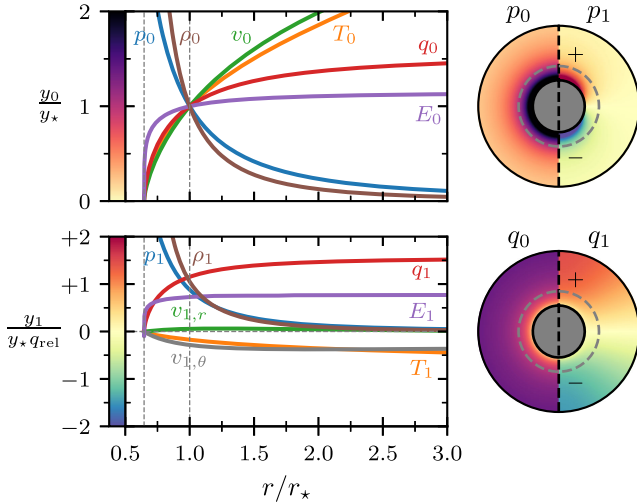 p₀ ρ₀ v₀ T₀ q₀ E₀
y₀/y⋆
2
1
0
p₀ p₁
+
−
p₁ ρ₁ q₁ E₁ v₁,r v₁,θ T₁
y₁/y⋆ q_rel
+2
+1
0
−1
−2
0.5 1.0 1.5 2.0 2.5 3.0
r/r⋆
q₀ q₁
+
−